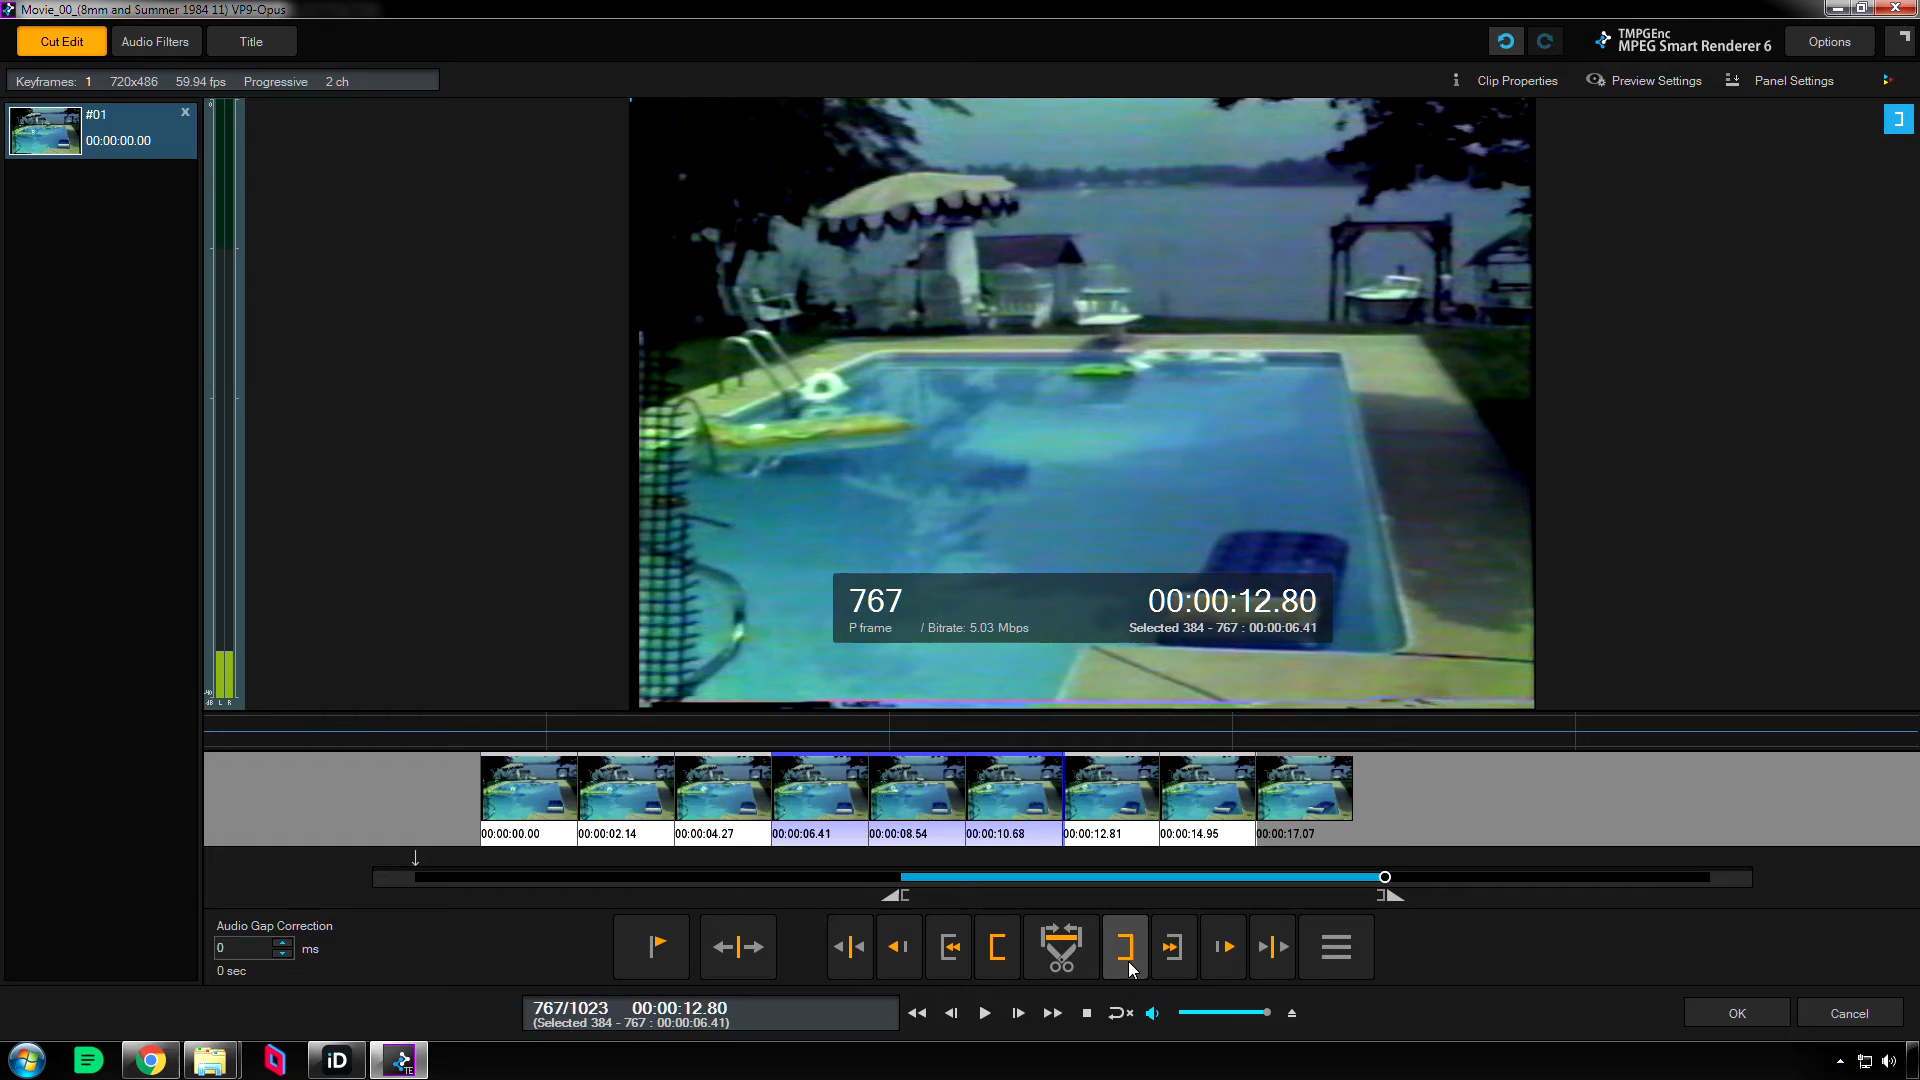 Movie_00_(8mm and Summer 1984 11) VP9-Opus
Cut Edit
Audio Filters
Title
TMPGEnc
MPEG Smart Renderer 6
Options
Keyframes: 1 720x486 59.94 fps Progressive 2 ch
Clip Properties
Preview Settings
Panel Settings
#01
x
00:00:00.00
0
-90
dB L R
767
00:00:12.80
P frame / Bitrate: 5.03 Mbps
Selected 384 - 767 : 00:00:06.41
00:00:00.00
00:00:02.14
00:00:04.27
00:00:06.41
00:00:08.54
00:00:10.68
00:00:12.81
00:00:14.95
00:00:17.07
Audio Gap Correction
0
ms
0 sec
767/1023 00:00:12.80
(Selected 384 - 767 : 00:00:06.41)
OK
Cancel
iD
TE